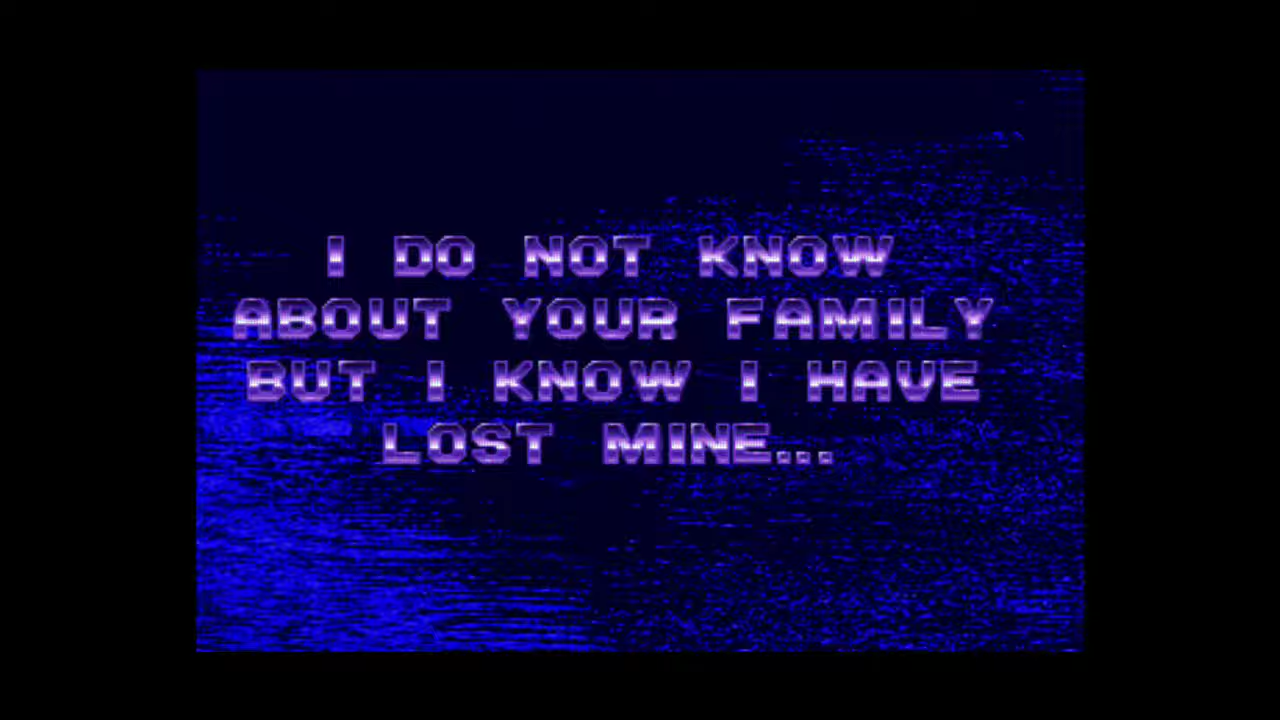 I DO NOT KNOW
ABOUT YOUR FAMILY
BUT I KNOW I HAVE
LOST MINE...